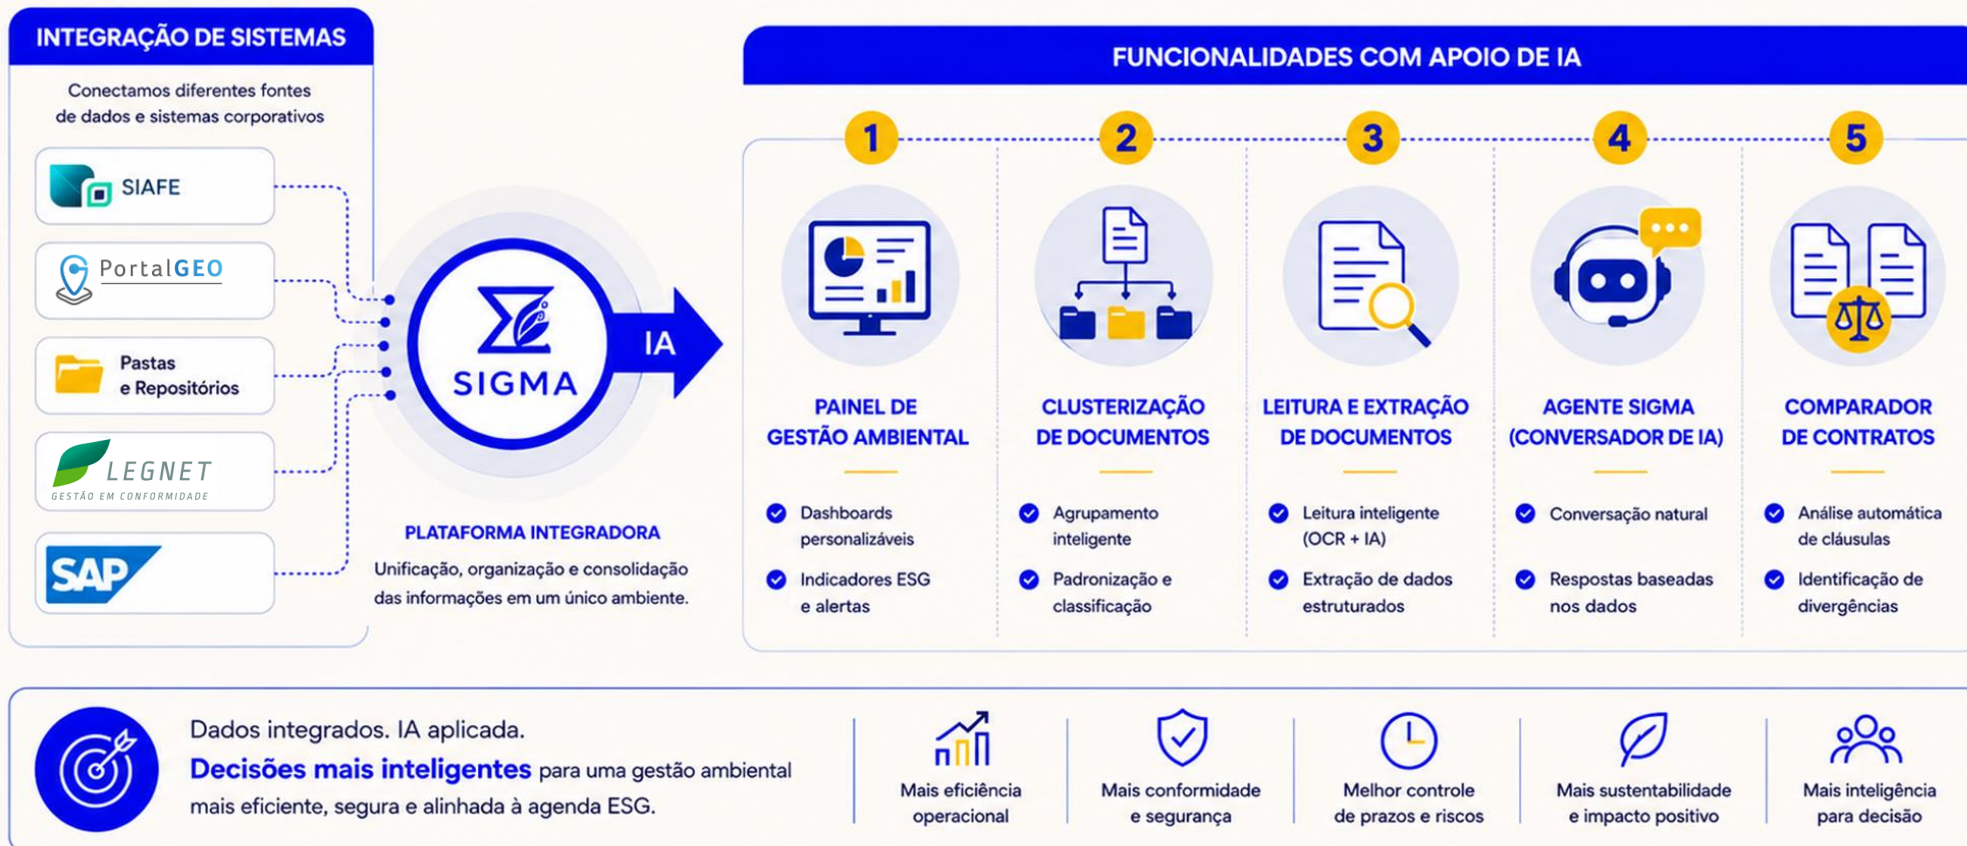 INTEGRAÇÃO DE SISTEMAS
Conectamos diferentes fontes
de dados e sistemas corporativos
SIAFE
PortalGEO
Pastas
e Repositórios
LEGNET
GESTÃO EM CONFORMIDADE
SAP
SIGMA
IA
PLATAFORMA INTEGRADORA
Unificação, organização e consolidação
das informações em um único ambiente.
FUNCIONALIDADES COM APOIO DE IA
1
PAINEL DE
GESTÃO AMBIENTAL
Dashboards
personalizáveis
Indicadores ESG
e alertas
2
CLUSTERIZAÇÃO
DE DOCUMENTOS
Agrupamento
inteligente
Padronização e
classificação
3
LEITURA E EXTRAÇÃO
DE DOCUMENTOS
Leitura inteligente
(OCR + IA)
Extração de dados
estruturados
4
AGENTE SIGMA
(CONVERSADOR DE IA)
Conversação natural
Respostas baseadas
nos dados
5
COMPARADOR
DE CONTRATOS
Análise automática
de cláusulas
Identificação de
divergências
Dados integrados. IA aplicada.
Decisões mais inteligentes para uma gestão ambiental
mais eficiente, segura e alinhada à agenda ESG.
Mais eficiência
operacional
Mais conformidade
e segurança
Melhor controle
de prazos e riscos
Mais sustentabilidade
e impacto positivo
Mais inteligência
para decisão